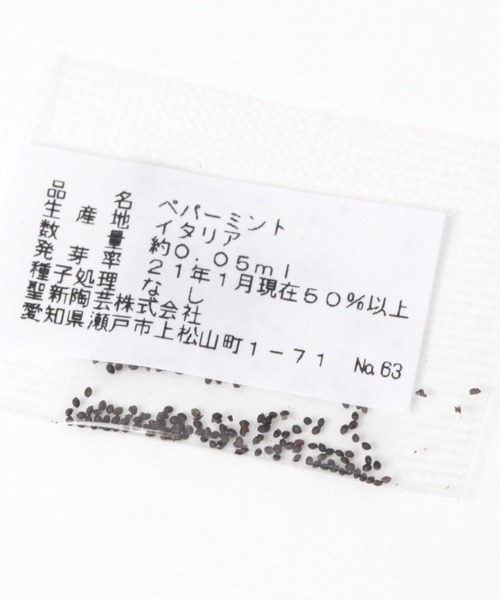 品名 ペパーミント
生産地 イタリア
数量 約0.05ml
発芽率 21年1月現在50%以上
種子処理 なし
聖新陶芸株式会社
愛知県瀬戸市上松山町1-71 No.63